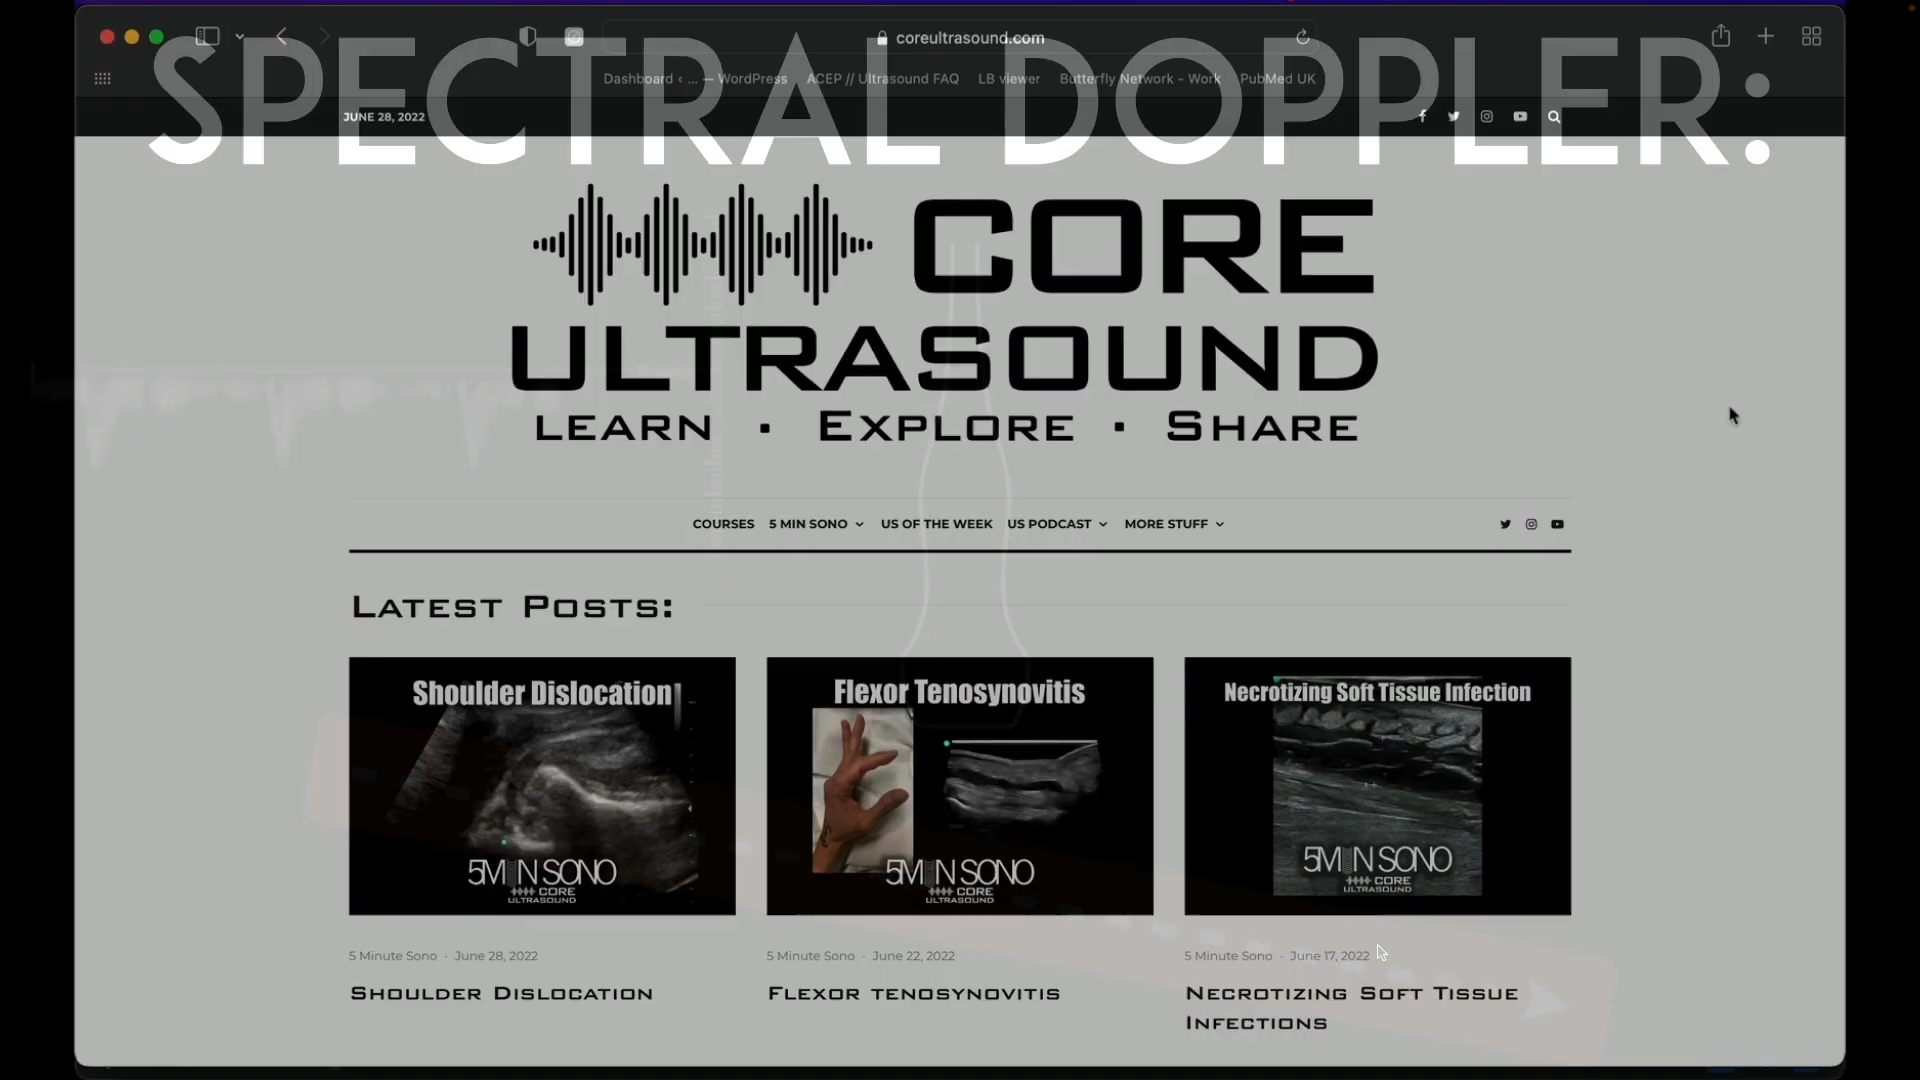 SPECTRAL DOPPLER:
coreultrasound.com
Dashboard ‹ ... — WordPress ACEP // Ultrasound FAQ LB viewer Butterfly Network - Work PubMed UK
JUNE 28, 2022
CORE
ULTRASOUND
LEARN · EXPLORE · SHARE
COURSES 5 MIN SONO US OF THE WEEK US PODCAST MORE STUFF
LATEST POSTS:
Shoulder Dislocation
5MIN SONO
CORE
ULTRASOUND
Flexor Tenosynovitis
5MIN SONO
CORE
ULTRASOUND
Necrotizing Soft Tissue Infection
5MIN SONO
CORE
ULTRASOUND
5 Minute Sono · June 28, 2022
SHOULDER DISLOCATION
5 Minute Sono · June 22, 2022
FLEXOR TENOSYNOVITIS
5 Minute Sono · June 17, 2022
NECROTIZING SOFT TISSUE
INFECTIONS